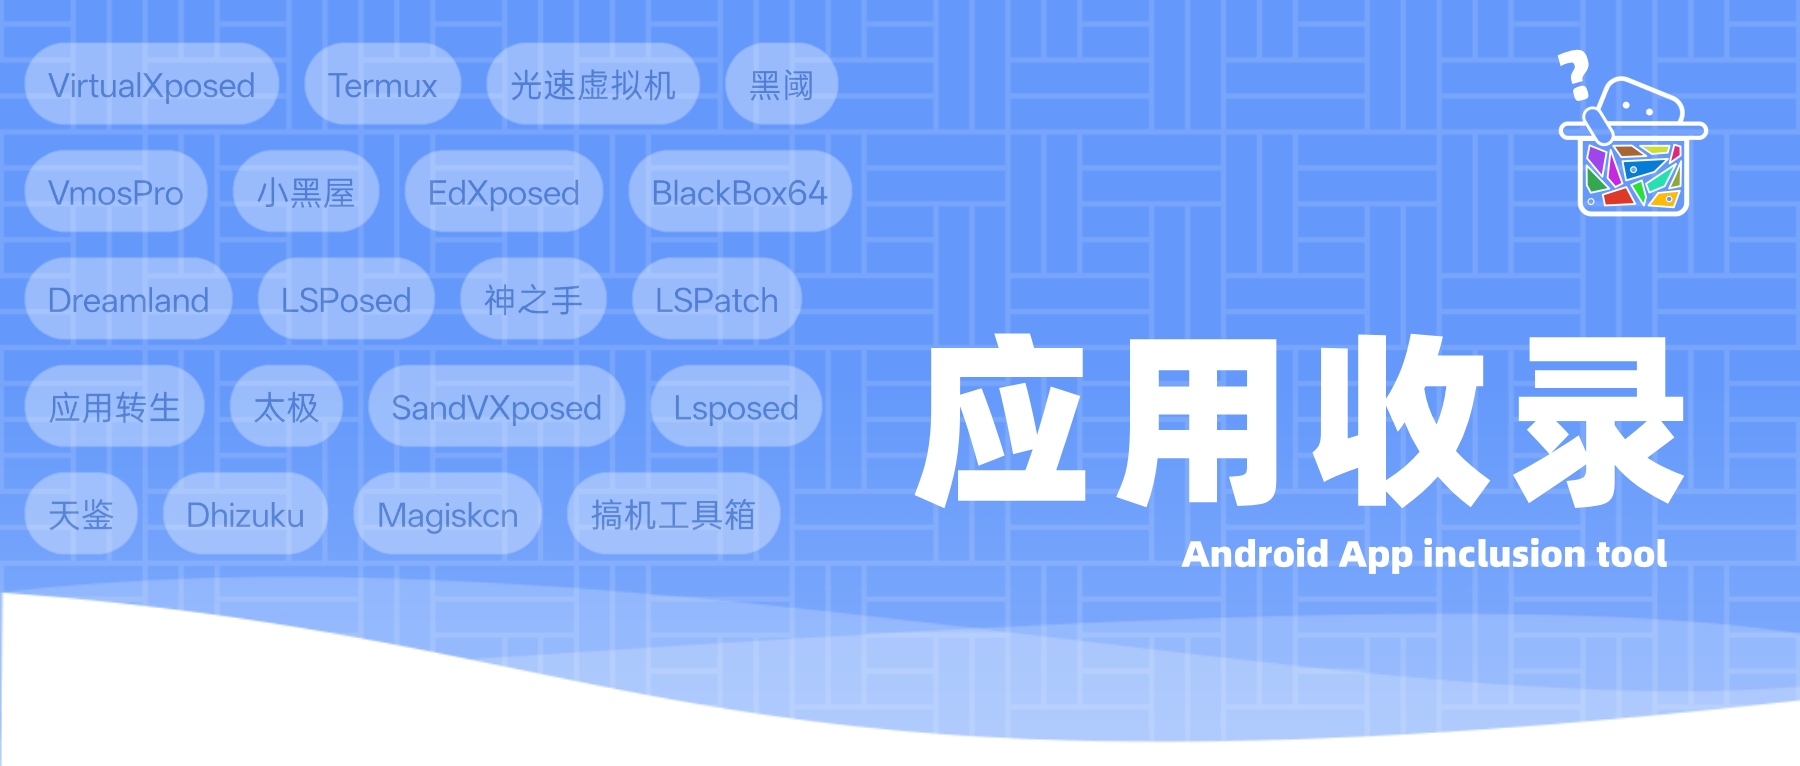 VirtualXposed Termux 光速虚拟机 黑阈
VmosPro 小黑屋 EdXposed BlackBox64
Dreamland LSPosed 神之手 LSPatch
应用转生 太极 SandVXposed Lsposed
天鉴 Dhizuku Magiskcn 搞机工具箱
?
应用收录
Android App inclusion tool